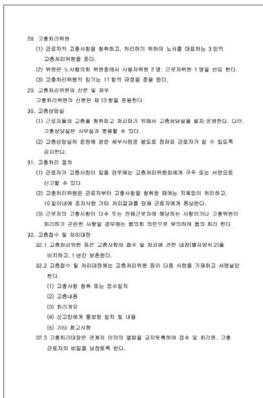 28. 고충처리위원
(1) 근로자의 고충사항을 청취하고, 처리하기 위하여 노사를 대표하는 3인의
고충처리위원를 둔다.
(2) 위원은 노사협의회 위원중에서 사용자위원 2명, 근로자위원 1명을 선임 한다.
(3) 고충처리위원의 임기는 11항의 규정을 준용 한다.
29. 고충처리위원의 신분 및 처우
고충처리위원의 신분은 제13항을 준용한다.
30. 고충상담실
(1) 근로자들의 고충을 청취하고 처리하기 위해서 고충상담실을 설치·운영한다. 다만,
고충상담실은 사무실과 병용할 수 있다.
(2) 고충상담실의 운영에 관한 세부사항은 별도로 정하여 근로자가 알 수 있도록
공지한다.
31. 고충처리 절차
(1) 근로자가 고충사항이 있을 경우에는 고충처리위원회에게 구두 또는 서면으로
신고할 수 있다.
(2) 고충처리위원은 근로자부터 고충사항을 청취할 때에는 지체없이 처리하고,
10일이내에 조치사항 기타 처리결과를 당해 근로자에게 통보한다.
(3) 근로자의 고충사항이 다수 또는 전체근로자에 해당하는 사항이거나 고충위원이
처리하기 곤란한 사항을 경우에는 협의회 의안으로 부의하여 협의 처리 한다.
32. 고충접수 및 처리대장
32.1 고충처리위원 등은 고충사항의 접수 및 처리에 관한 대장(별지양식 2)을
비치하고, 1년간 보존한다.
32.2 고충접수 및 처리대장에는 고충처리위원 등이 다음 사항을 기재하고 서명날인
한다.
(1) 고충사항 청취 또는 접수일자
(2) 고충내용
(3) 처리개요
(4) 신고인에게 통보한 일자 및 내용
(5) 기타 참고사항
32.3 고충처리대장은 관계자 이외의 열람을 금지토록하여 접수 및 처리원, 고충
근로자의 비밀을 보장토록 한다.